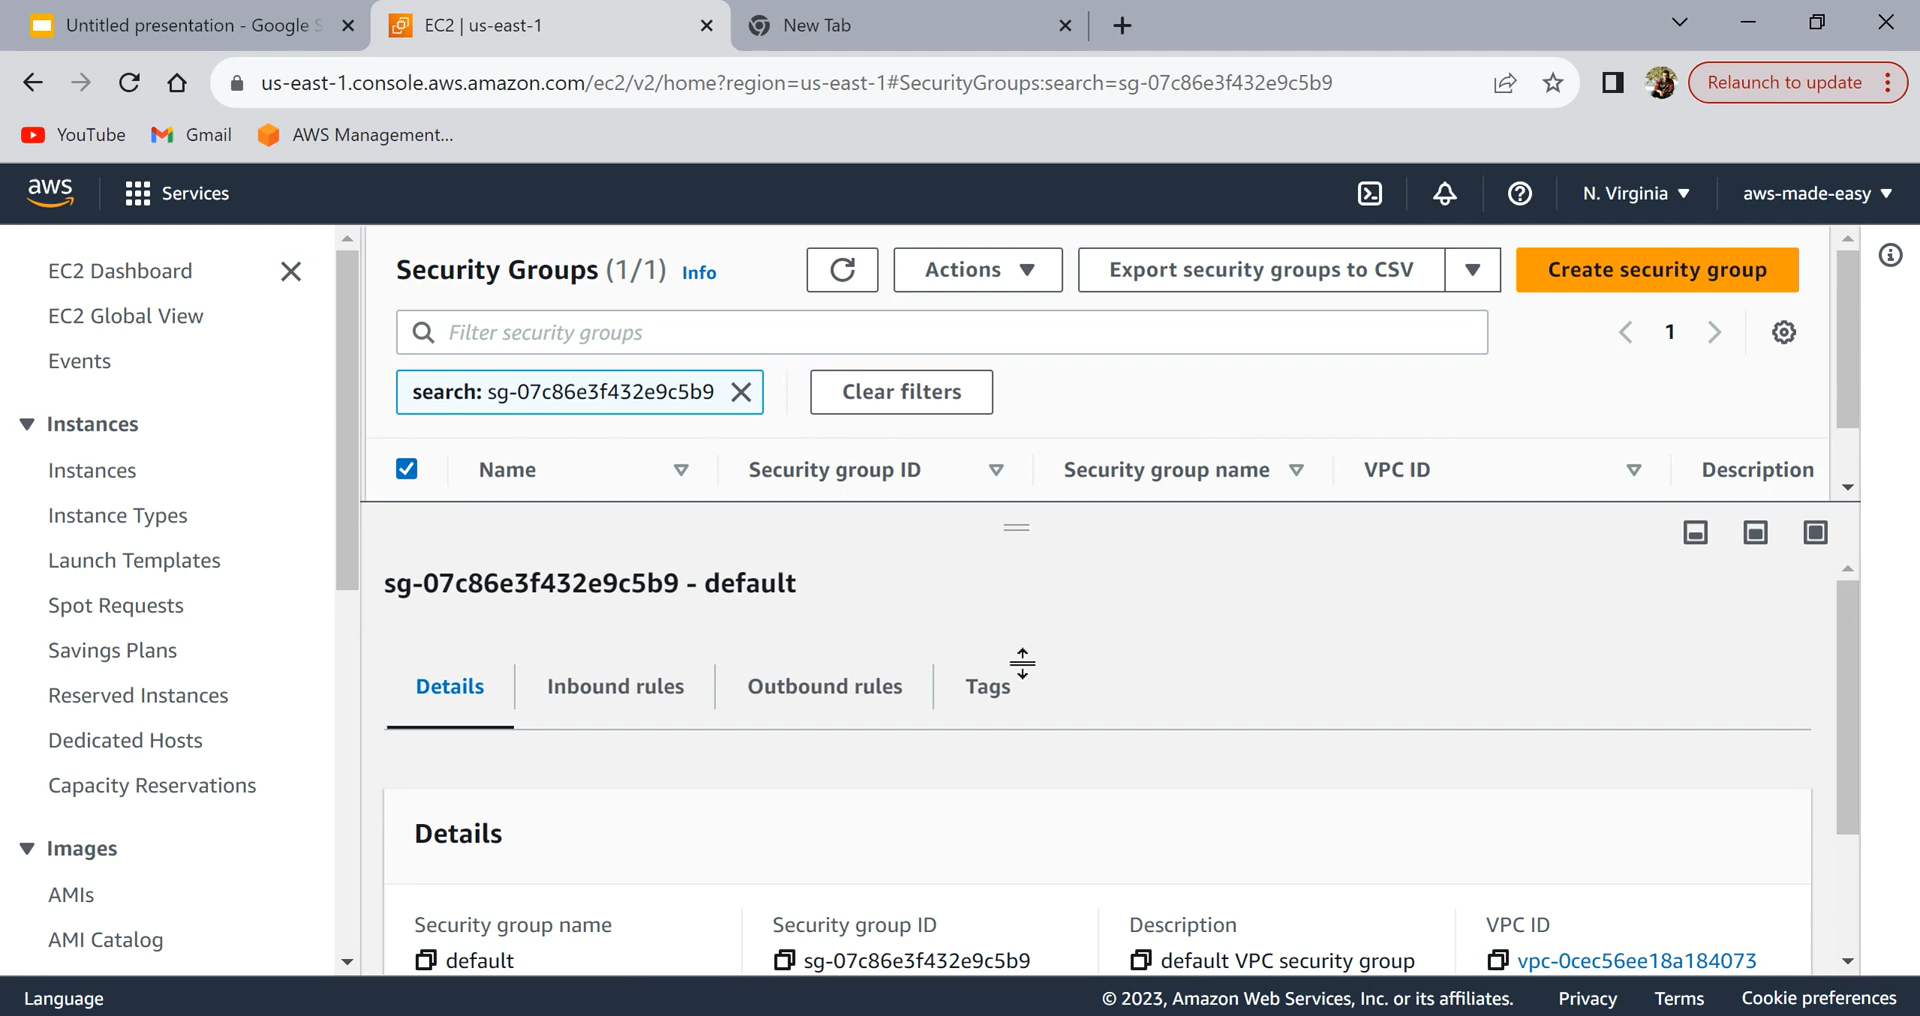 Untitled presentation - Google S
EC2 | us-east-1
New Tab
us-east-1.console.aws.amazon.com/ec2/v2/home?region=us-east-1#SecurityGroups:search=sg-07c86e3f432e9c5b9
Relaunch to update
YouTube
Gmail
AWS Management...
aws
Services
N. Virginia
aws-made-easy
EC2 Dashboard
EC2 Global View
Events
Instances
Instances
Instance Types
Launch Templates
Spot Requests
Savings Plans
Reserved Instances
Dedicated Hosts
Capacity Reservations
Images
AMIs
AMI Catalog
Security Groups (1/1) Info
Actions
Export security groups to CSV
Create security group
Filter security groups
1
search: sg-07c86e3f432e9c5b9
Clear filters
Name
Security group ID
Security group name
VPC ID
Description
sg-07c86e3f432e9c5b9 - default
Details
Inbound rules
Outbound rules
Tags
Details
Security group name
default
Security group ID
sg-07c86e3f432e9c5b9
Description
default VPC security group
VPC ID
vpc-0cec56ee18a184073
Language
© 2023, Amazon Web Services, Inc. or its affiliates.
Privacy
Terms
Cookie preferences